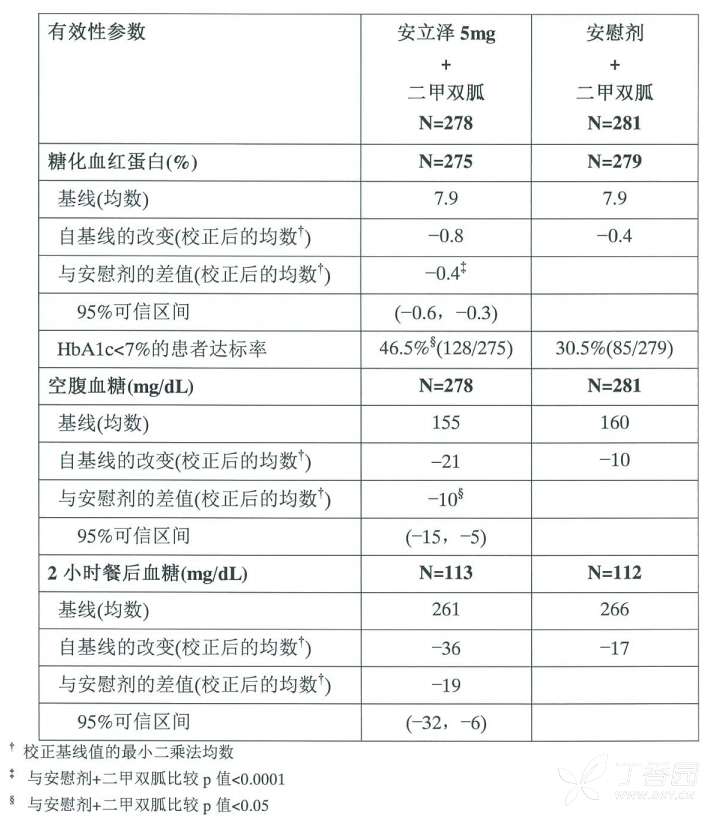 有效性参数 安立泽 5mg 安慰剂
+ +
二甲双胍 二甲双胍
N=278 N=281
糖化血红蛋白(%) N=275 N=279
基线(均数) 7.9 7.9
自基线的改变(校正后的均数†) −0.8 −0.4
与安慰剂的差值(校正后的均数†) −0.4‡
95%可信区间 (−0.6，−0.3)
HbA1c<7%的患者达标率 46.5%§(128/275) 30.5%(85/279)
空腹血糖(mg/dL) N=278 N=281
基线(均数) 155 160
自基线的改变(校正后的均数†) −21 −10
与安慰剂的差值(校正后的均数†) −10§
95%可信区间 (−15，−5)
2 小时餐后血糖(mg/dL) N=113 N=112
基线(均数) 261 266
自基线的改变(校正后的均数†) −36 −17
与安慰剂的差值(校正后的均数†) −19
95%可信区间 (−32，−6)
† 校正基线值的最小二乘法均数
‡ 与安慰剂+二甲双胍比较 p 值<0.0001
§ 与安慰剂+二甲双胍比较 p 值<0.05
丁香园
WWW.DXY.CN